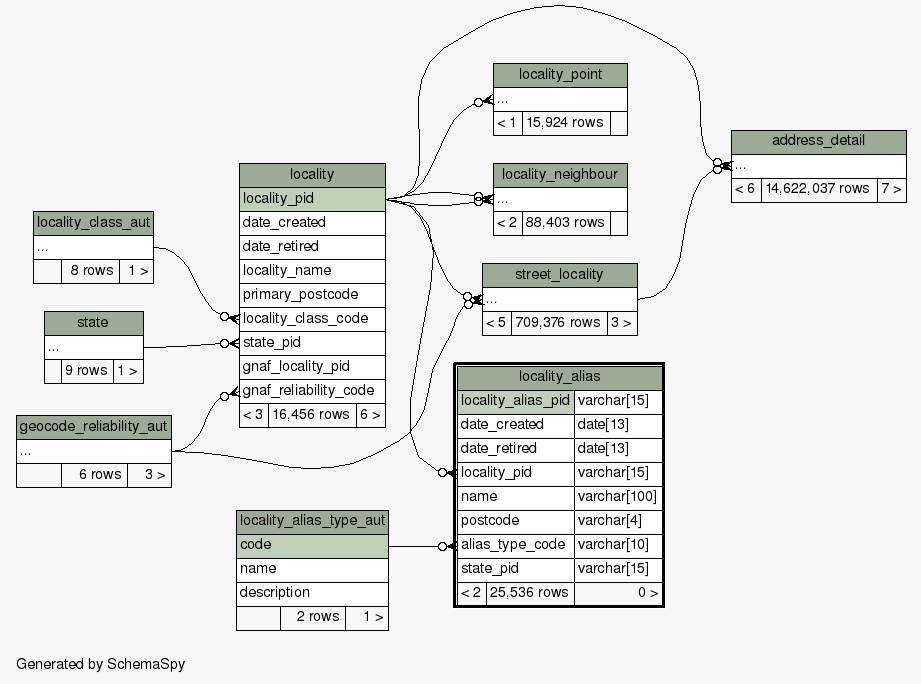 locality_point
...
< 1 15,924 rows
address_detail
...
< 6 14,622,037 rows 7 >
locality
locality_pid
date_created
date_retired
locality_name
primary_postcode
locality_class_code
state_pid
gnaf_locality_pid
gnaf_reliability_code
< 3 16,456 rows 6 >
locality_neighbour
...
< 2 88,403 rows
locality_class_aut
...
8 rows 1 >
street_locality
...
< 5 709,376 rows 3 >
state
...
9 rows 1 >
geocode_reliability_aut
...
6 rows 3 >
locality_alias
locality_alias_pid varchar[15]
date_created date[13]
date_retired date[13]
locality_pid varchar[15]
name varchar[100]
postcode varchar[4]
alias_type_code varchar[10]
state_pid varchar[15]
< 2 25,536 rows 0 >
locality_alias_type_aut
code
name
description
2 rows 1 >
Generated by SchemaSpy